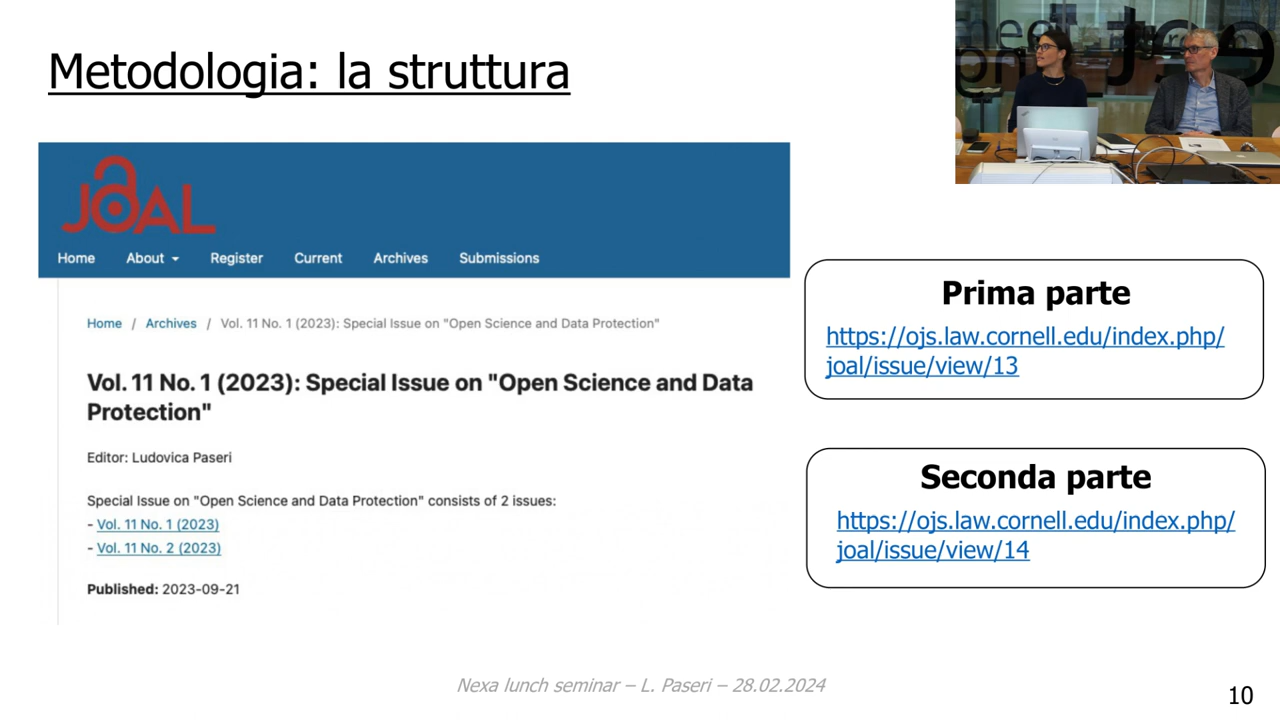 Metodologia: la struttura
JOAL
Home About Register Current Archives Submissions
Home / Archives / Vol. 11 No. 1 (2023): Special Issue on "Open Science and Data Protection"
Vol. 11 No. 1 (2023): Special Issue on "Open Science and Data
Protection"
Editor: Ludovica Paseri
Special Issue on "Open Science and Data Protection" consists of 2 issues:
- Vol. 11 No. 1 (2023)
- Vol. 11 No. 2 (2023)
Published: 2023-09-21
Prima parte
https://ojs.law.cornell.edu/index.php/
joal/issue/view/13
Seconda parte
https://ojs.law.cornell.edu/index.php/
joal/issue/view/14
Nexa lunch seminar – L. Paseri – 28.02.2024
10